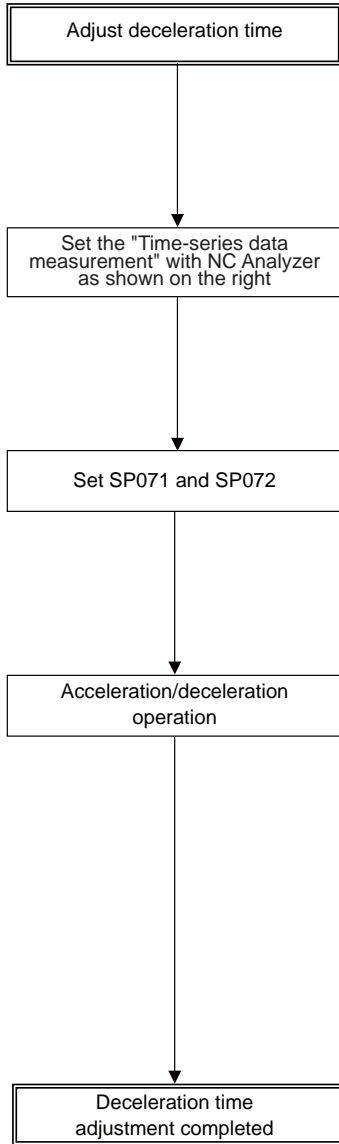 Adjust deceleration time
Set the "Time-series data
measurement" with NC Analyzer
as shown on the right
Set SP071 and SP072
Acceleration/deceleration
operation
Deceleration time
adjustment completed